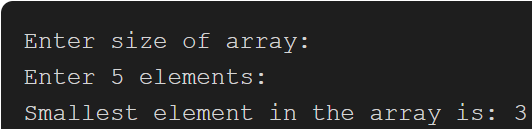 Enter size of array:
Enter 5 elements:
Smallest element in the array is: 3